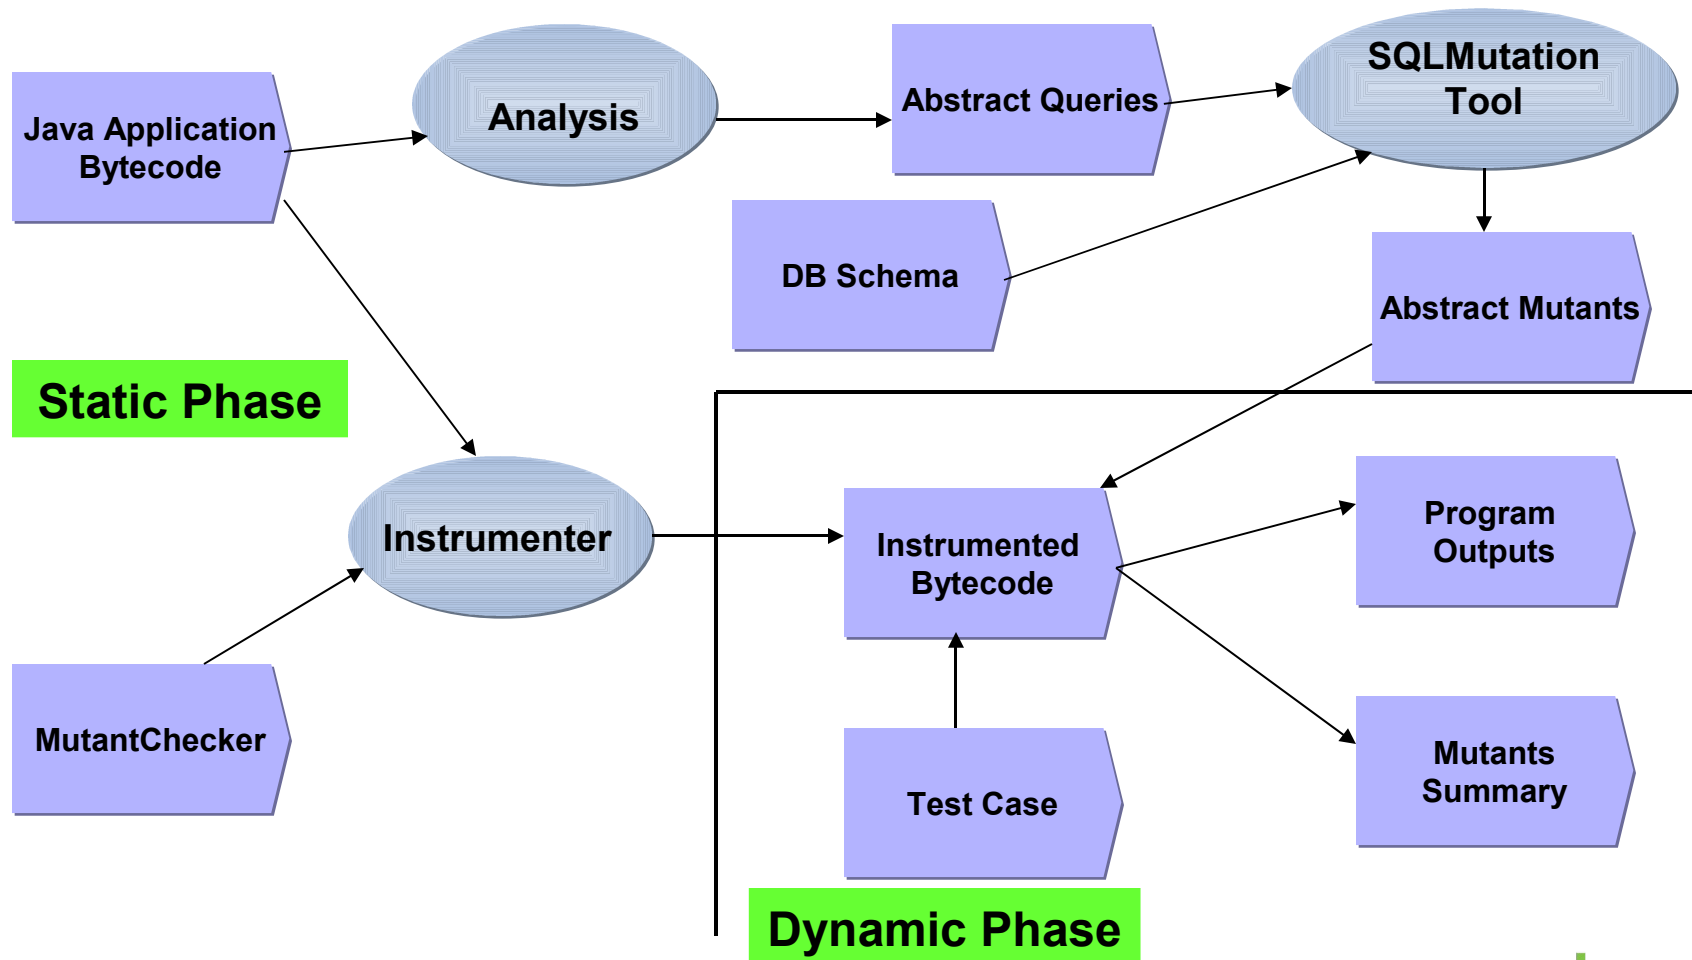 Java Application
Bytecode
Analysis
Abstract Queries
SQLMutation
Tool
DB Schema
Abstract Mutants
Static Phase
Instrumenter
Instrumented
Bytecode
Program
Outputs
MutantChecker
Test Case
Mutants
Summary
Dynamic Phase